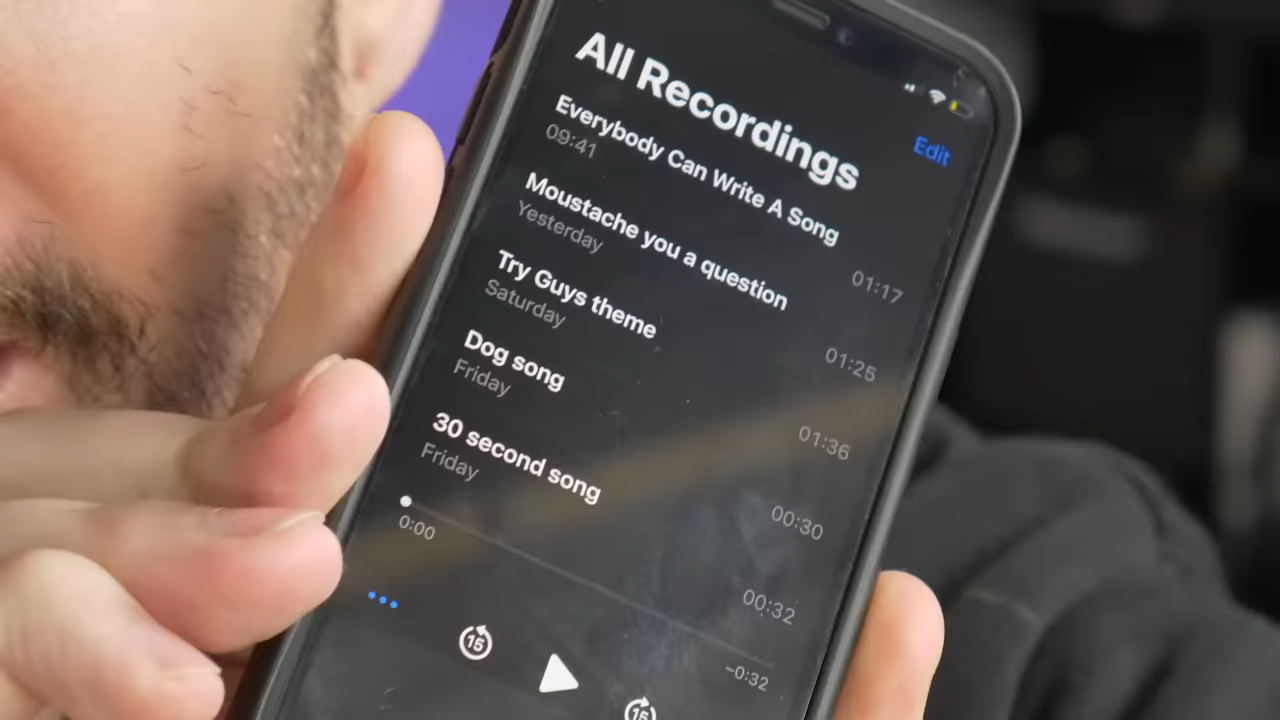 All Recordings
Edit
Everybody Can Write A Song
09:41
01:17
Moustache you a question
Yesterday
01:25
Try Guys theme
Saturday
01:36
Dog song
Friday
00:30
30 second song
Friday
00:32
0:00
-0:32
15
15